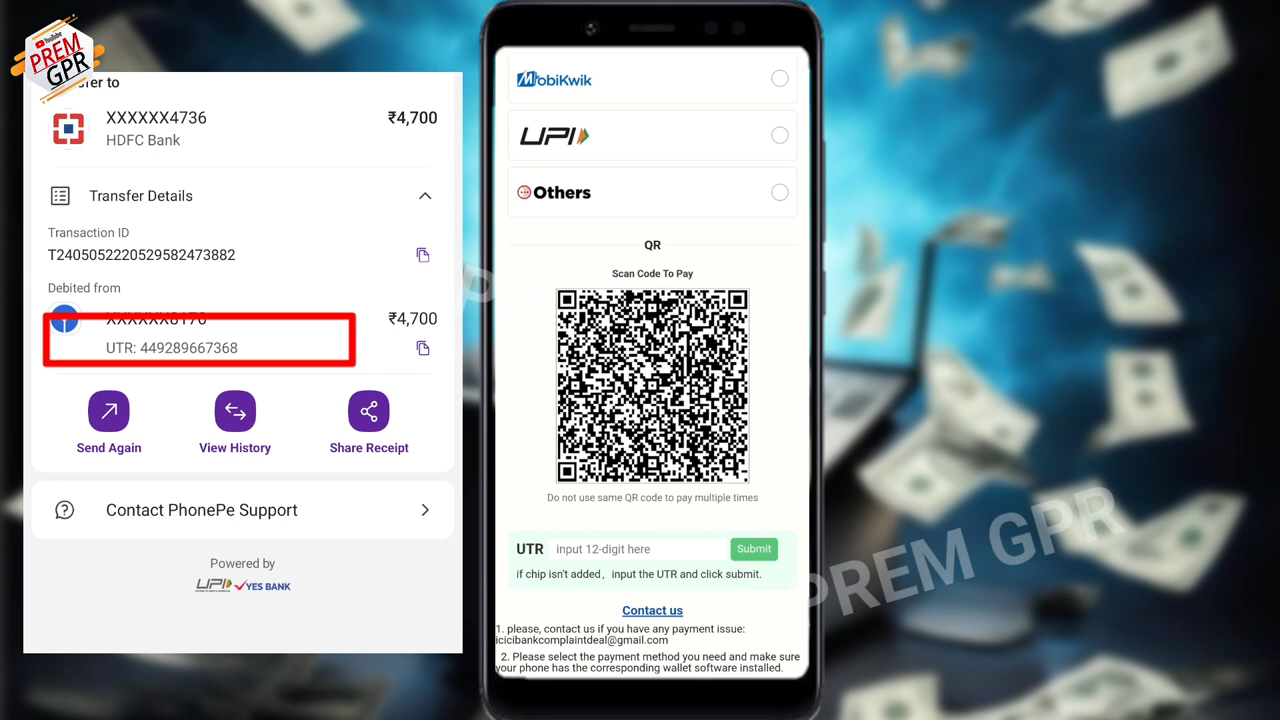 YouTube
PREM
GPR
fer to
XXXXXX4736
₹4,700
HDFC Bank
Transfer Details
Transaction ID
T2405052220529582473882
Debited from
XXXXXX8170
₹4,700
UTR: 449289667368
Send Again
View History
Share Receipt
Contact PhonePe Support
Powered by
UPI YES BANK
MobiKwik
UPI
Others
QR
Scan Code To Pay
Do not use same QR code to pay multiple times
UTR input 12-digit here Submit
if chip isn't added，input the UTR and click submit.
Contact us
1. please, contact us if you have any payment issue:
icicibankcomplaintdeal@gmail.com
2. Please select the payment method you need and make sure
your phone has the corresponding wallet software installed.
PREM GPR